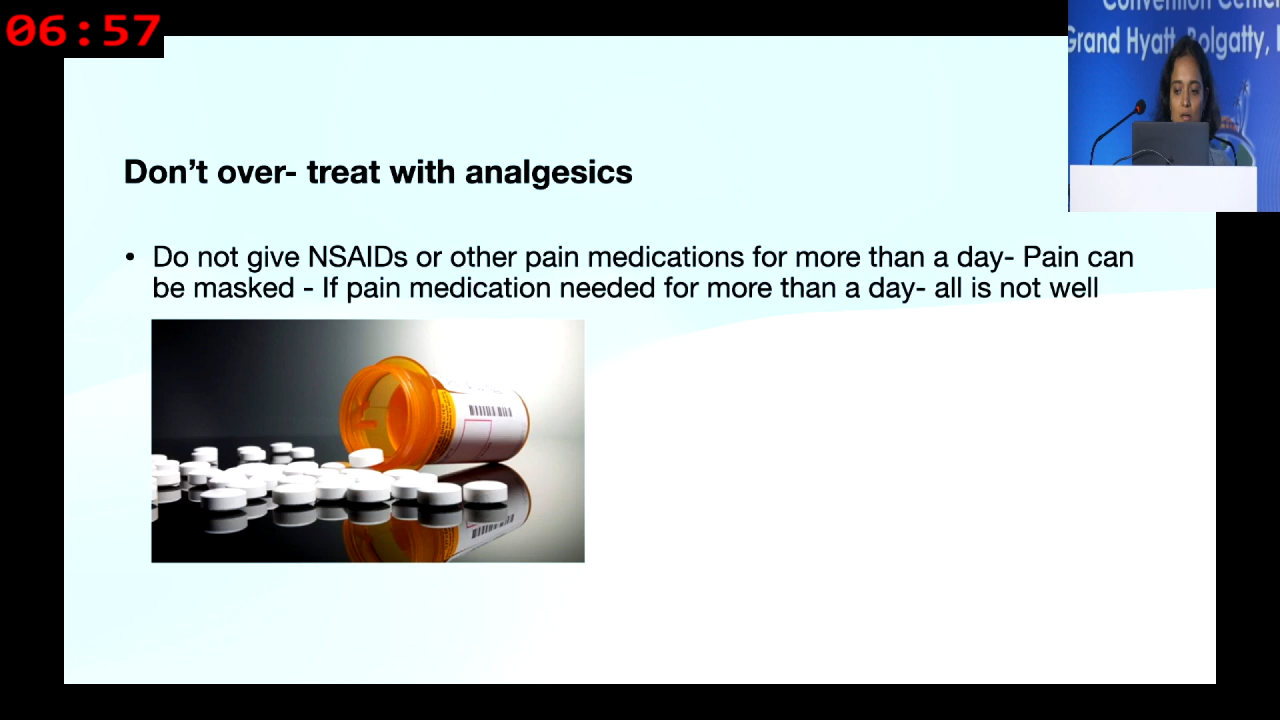 06:57
Convention Center
Grand Hyatt, Bolgatty,
Don't over- treat with analgesics
• Do not give NSAIDs or other pain medications for more than a day- Pain can
be masked - If pain medication needed for more than a day- all is not well